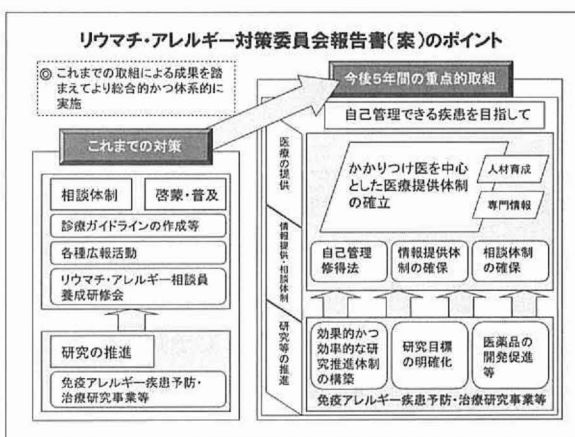 リウマチ・アレルギー対策委員会報告書(案)のポイント
◎ これまでの取組による成果を踏
まえてより総合的かつ体系的に
実施
これまでの対策
相談体制
啓蒙・普及
診療ガイドラインの作成等
各種広報活動
リウマチ・アレルギー相談員
養成研修会
研究の推進
免疫アレルギー疾患予防・
治療研究事業等
今後5年間の重点的取組
自己管理できる疾患を目指して
医療の提供
かかりつけ医を中心
とした医療提供体制
の確立
人材育成
専門情報
情報提供・相談体制
自己管理
修得法
情報提供体
制の確保
相談体制
の確保
研究等の推進
効果的かつ
効率的な研
究推進体制
の構築
研究目標
の明確化
医薬品の
開発促進
等
免疫アレルギー疾患予防・治療研究事業等